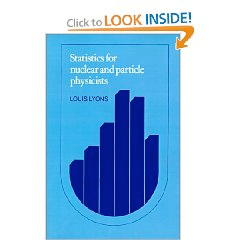 Click to
LOOK INSIDE!
Statistics for
nuclear and particle
physicists
LOUIS LYONS